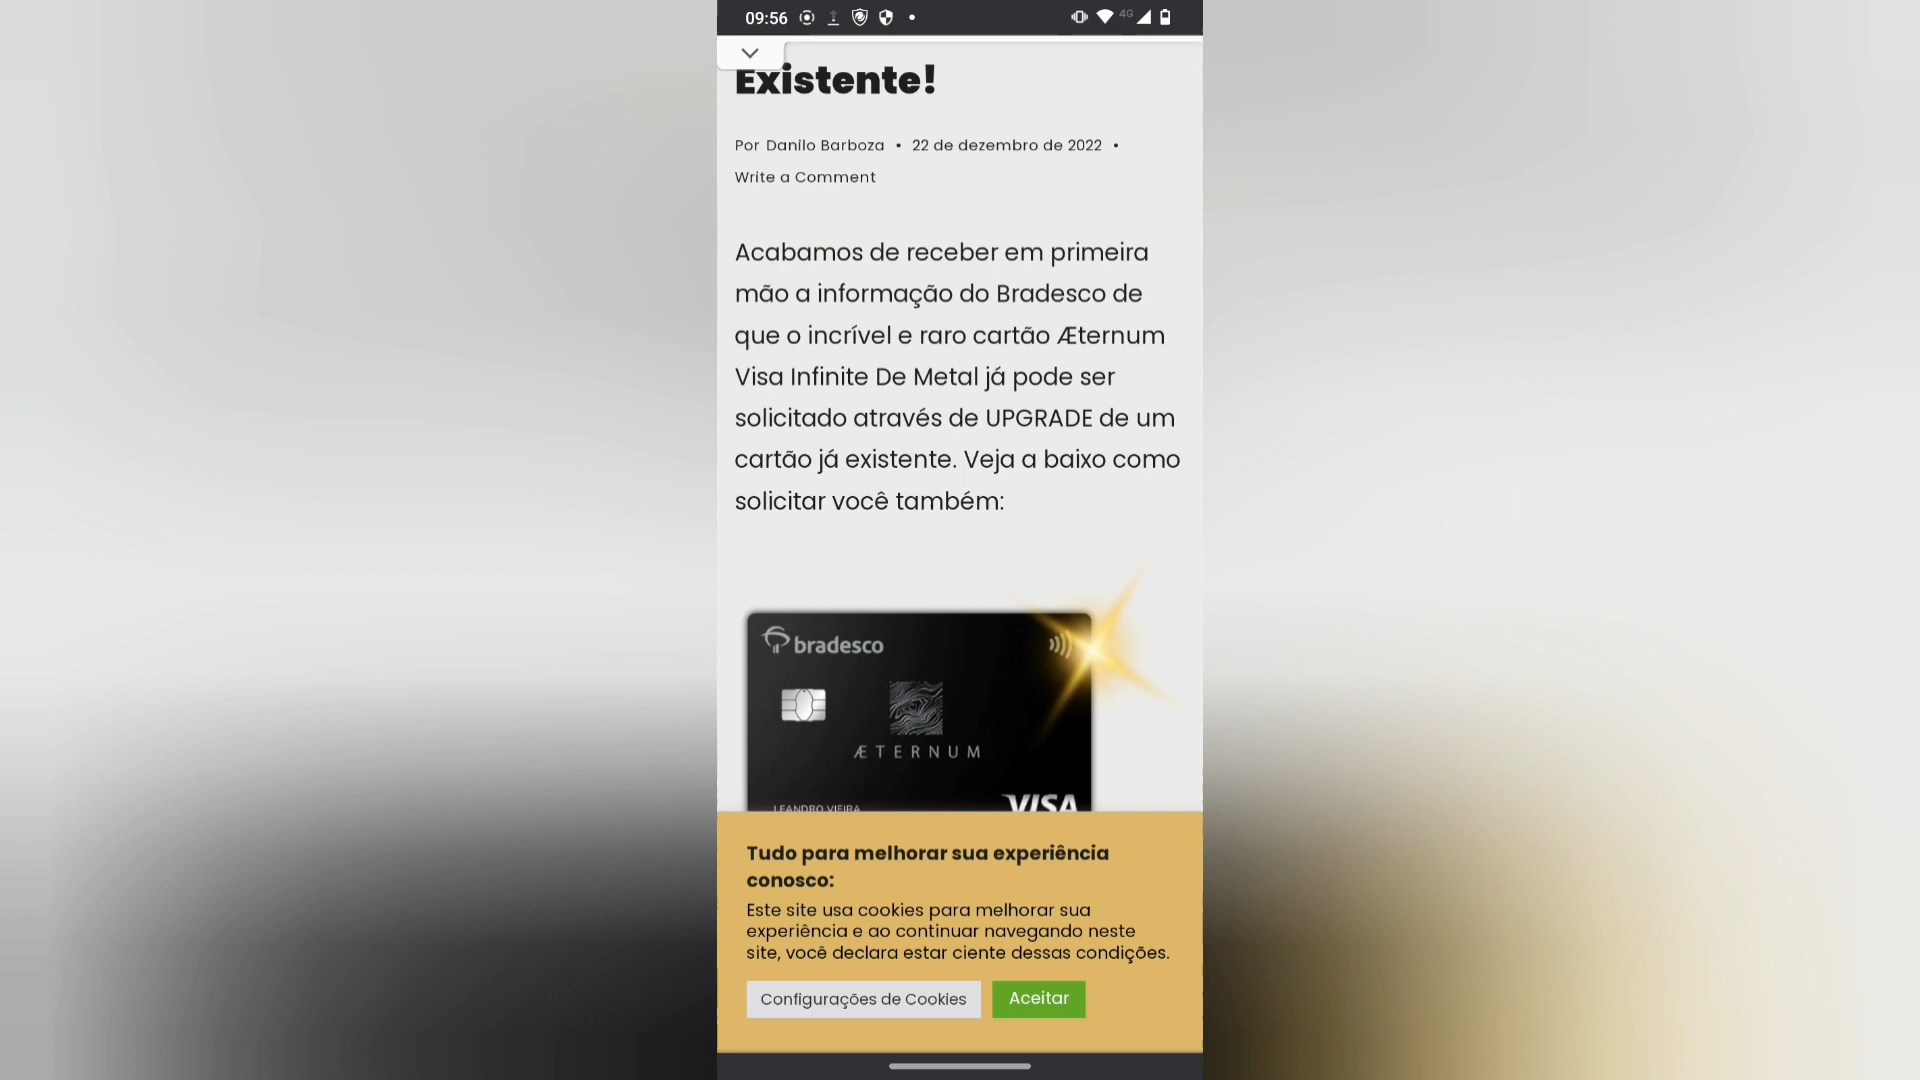 09:56
4G
Existente!
Por Danilo Barboza • 22 de dezembro de 2022 •
Write a Comment
Acabamos de receber em primeira
mão a informação do Bradesco de
que o incrível e raro cartão Æternum
Visa Infinite De Metal já pode ser
solicitado através de UPGRADE de um
cartão já existente. Veja a baixo como
solicitar você também:
bradesco
ÆTERNUM
LEANDRO VIEIRA
VISA
Tudo para melhorar sua experiência
conosco:
Este site usa cookies para melhorar sua
experiência e ao continuar navegando neste
site, você declara estar ciente dessas condições.
Configurações de Cookies
Aceitar